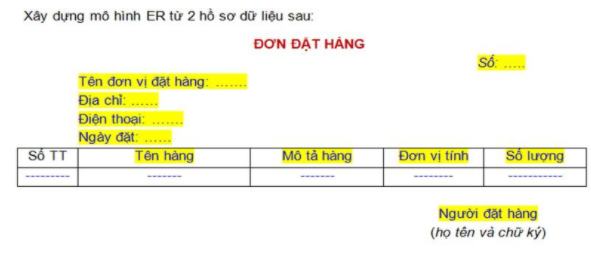 Xây dựng mô hình ER từ 2 hồ sơ dữ liệu sau:
ĐƠN ĐẶT HÀNG
Số: .....
Tên đơn vị đặt hàng: .......
Địa chỉ: ......
Điện thoại: .......
Ngày đặt: ......
Số TT Tên hàng Mô tả hàng Đơn vị tính Số lượng
--------- ------- ------- -------- -----------
Người đặt hàng
(họ tên và chữ ký)